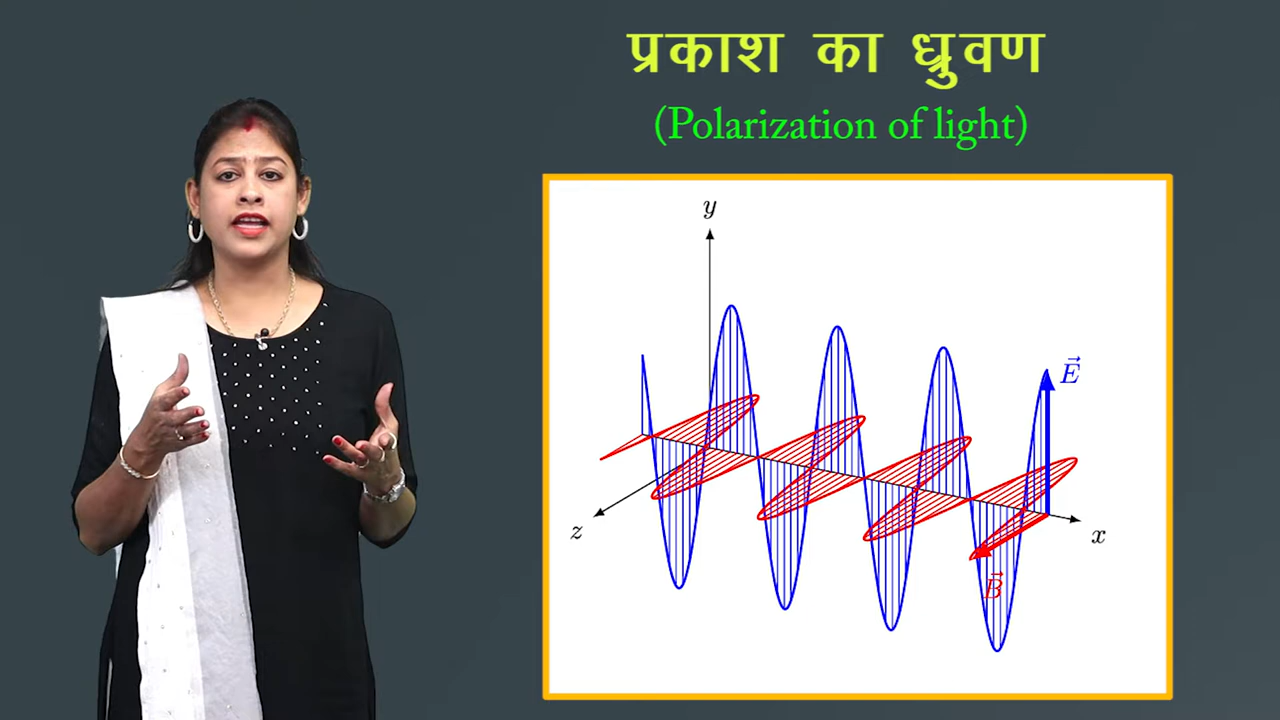 प्रकाश का ध्रुवण
(Polarization of light)
y
E⃗
z
x
B⃗